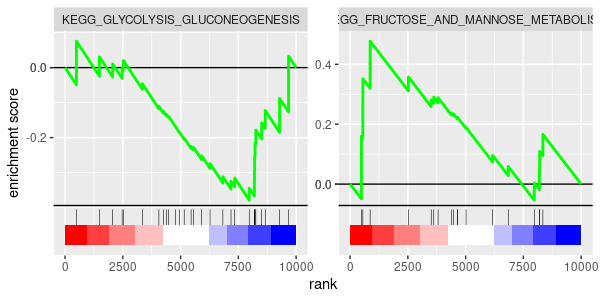 KEGG_GLYCOLYSIS_GLUCONEOGENESIS
EGG_FRUCTOSE_AND_MANNOSE_METABOLIS
enrichment score
0.0
-0.2
0.4
0.2
0.0
0 2500 5000 7500 10000
0 2500 5000 7500 10000
rank